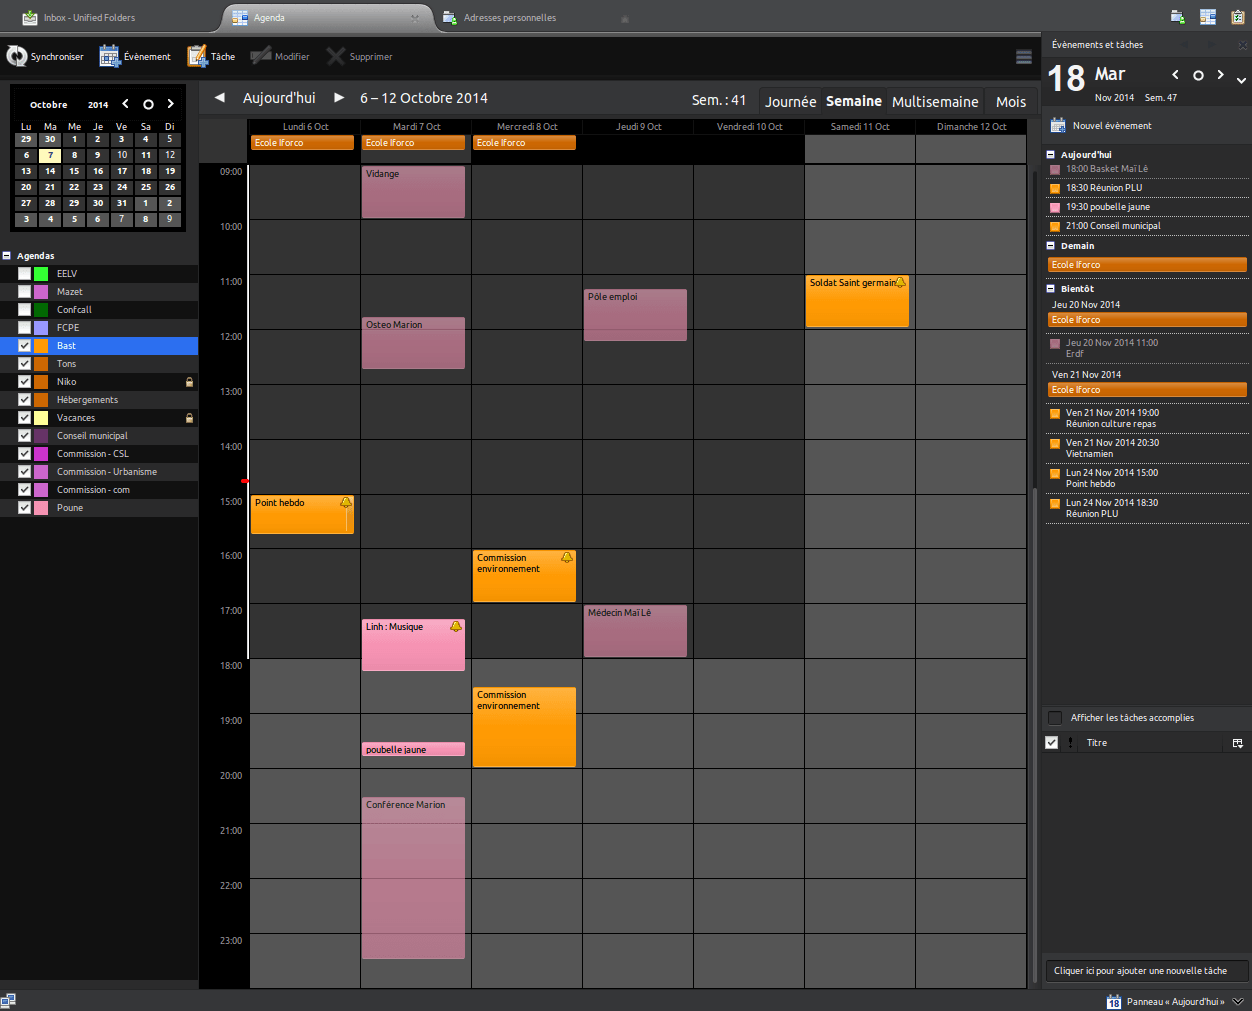 Inbox - Unified Folders
Agenda
Adresses personnelles
Synchroniser
Évènement
Tâche
Modifier
Supprimer
Octobre 2014
Lu Ma Me Je Ve Sa Di
29 30 1 2 3 4 5
6 7 8 9 10 11 12
13 14 15 16 17 18 19
20 21 22 23 24 25 26
27 28 29 30 31 1 2
3 4 5 6 7 8 9
Agendas
EELV
Mazet
Confcall
FCPE
Bast
Tons
Niko
Hébergements
Vacances
Conseil municipal
Commission - CSL
Commission - Urbanisme
Commission - com
Poune
Aujourd'hui
6 – 12 Octobre 2014
Sem. : 41
Journée
Semaine
Multisemaine
Mois
Lundi 6 Oct
Mardi 7 Oct
Mercredi 8 Oct
Jeudi 9 Oct
Vendredi 10 Oct
Samedi 11 Oct
Dimanche 12 Oct
Ecole Iforco
Ecole Iforco
Ecole Iforco
09:00
Vidange
10:00
11:00
Soldat Saint germain
Pôle emploi
Osteo Marion
12:00
13:00
14:00
15:00
Point hebdo
16:00
Commission
environnement
17:00
Médecin Maï Lê
Linh : Musique
18:00
Commission
environnement
19:00
poubelle jaune
20:00
Conférence Marion
21:00
22:00
23:00
Évènements et tâches
18
Mar
Nov 2014 Sem. 47
Nouvel évènement
Aujourd'hui
18:00 Basket Maï Lê
18:30 Réunion PLU
19:30 poubelle jaune
21:00 Conseil municipal
Demain
Ecole Iforco
Bientôt
Jeu 20 Nov 2014
Ecole Iforco
Jeu 20 Nov 2014 11:00
Erdf
Ven 21 Nov 2014
Ecole Iforco
Ven 21 Nov 2014 19:00
Réunion culture repas
Ven 21 Nov 2014 20:30
Vietnamien
Lun 24 Nov 2014 15:00
Point hebdo
Lun 24 Nov 2014 18:30
Réunion PLU
Afficher les tâches accomplies
! Titre
Cliquer ici pour ajouter une nouvelle tâche
18 Panneau « Aujourd'hui »